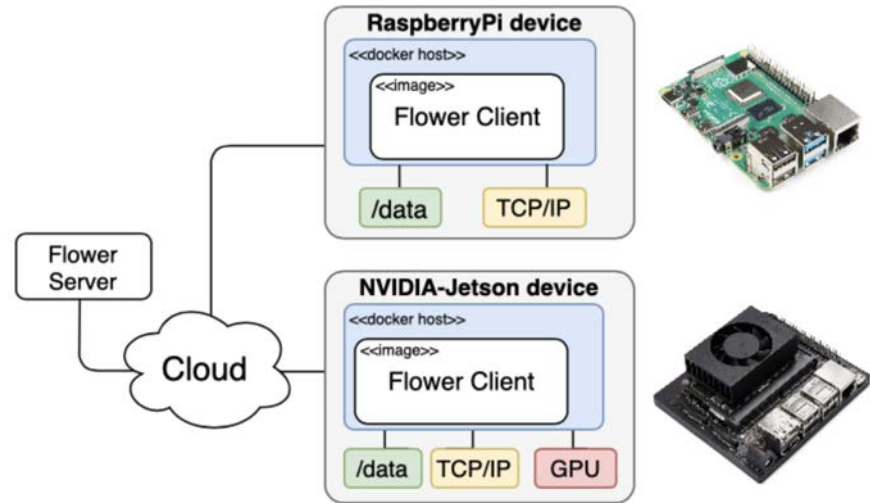 RaspberryPi device
<<docker host>>
<<image>>
Flower Client
/data
TCP/IP
Flower
Server
Cloud
NVIDIA-Jetson device
<<docker host>>
<<image>>
Flower Client
/data
TCP/IP
GPU